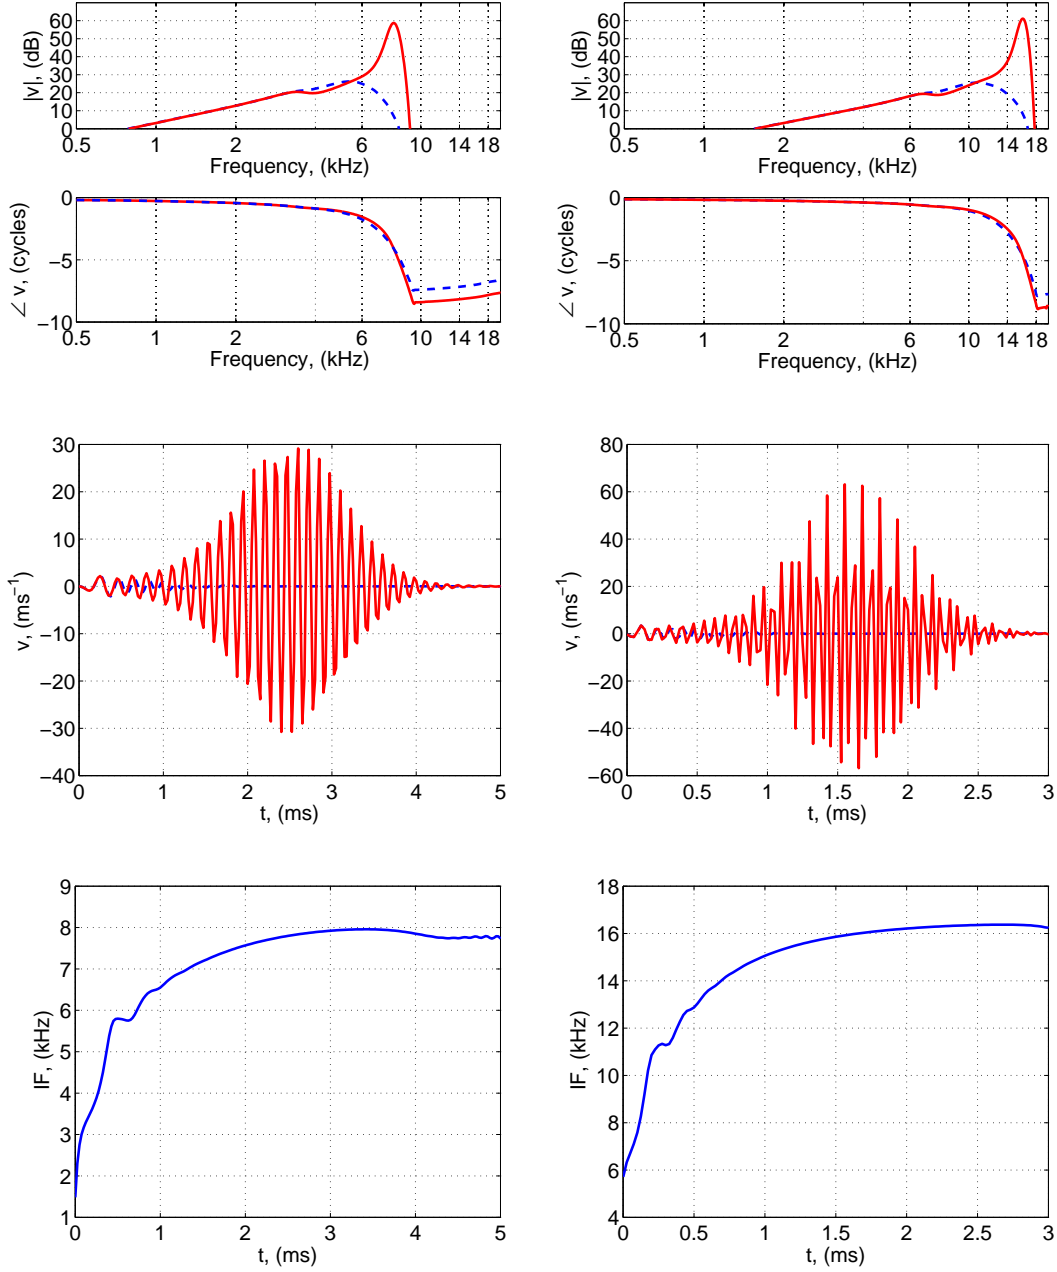 60
50
40
30
20
10
0
|v|, (dB)
0.5 1 2 6 10 14 18
Frequency, (kHz)
60
50
40
30
20
10
0
|v|, (dB)
0.5 1 2 6 10 14 18
Frequency, (kHz)
0
−5
−10
∠ v, (cycles)
0.5 1 2 6 10 14 18
Frequency, (kHz)
0
−5
−10
∠ v, (cycles)
0.5 1 2 6 10 14 18
Frequency, (kHz)
30
20
10
0
−10
−20
−30
−40
v, (ms⁻¹)
0 1 2 3 4 5
t, (ms)
80
60
40
20
0
−20
−40
−60
v, (ms⁻¹)
0 0.5 1 1.5 2 2.5 3
t, (ms)
9
8
7
6
5
4
3
2
1
IF, (kHz)
0 1 2 3 4 5
t, (ms)
18
16
14
12
10
8
6
4
IF, (kHz)
0 0.5 1 1.5 2 2.5 3
t, (ms)